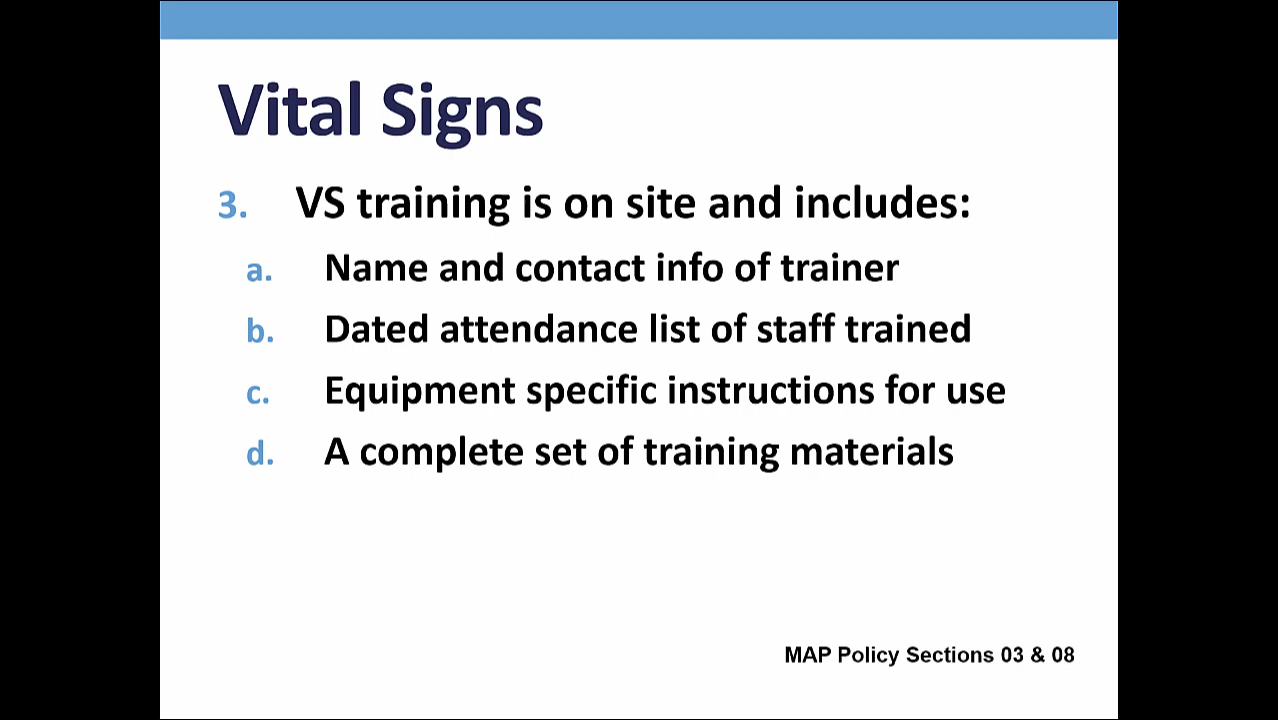 Vital Signs
3. VS training is on site and includes:
a. Name and contact info of trainer
b. Dated attendance list of staff trained
c. Equipment specific instructions for use
d. A complete set of training materials
MAP Policy Sections 03 & 08